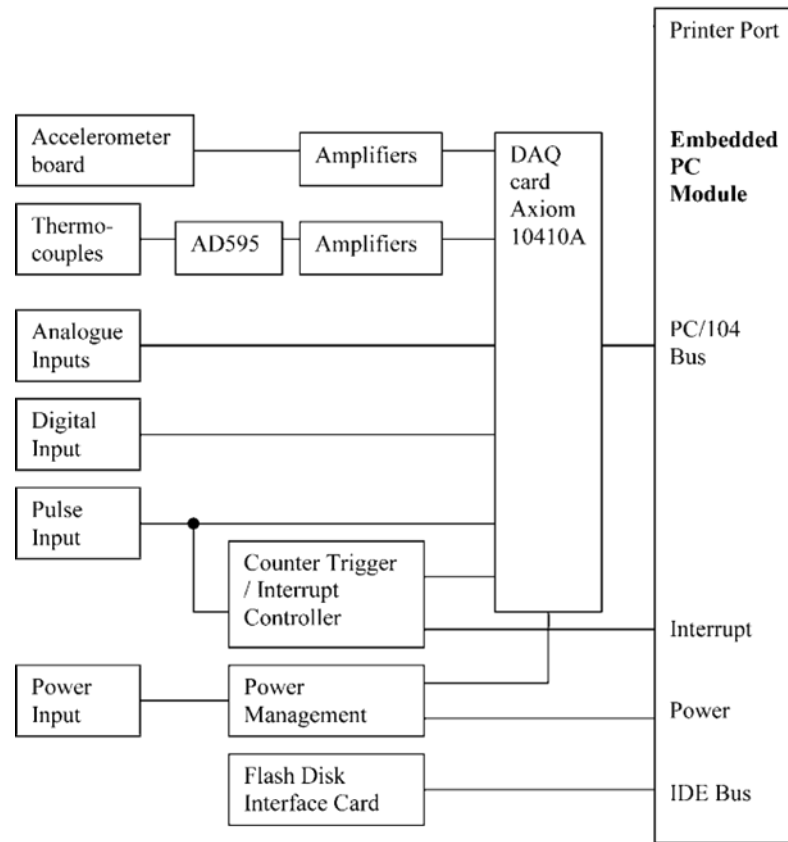 Printer Port
Accelerometer
board
Amplifiers
DAQ
card
Axiom
10410A
Embedded
PC
Module
Thermo-
couples
AD595
Amplifiers
Analogue
Inputs
PC/104
Bus
Digital
Input
Pulse
Input
Counter Trigger
/ Interrupt
Controller
Interrupt
Power
Input
Power
Management
Power
Flash Disk
Interface Card
IDE Bus